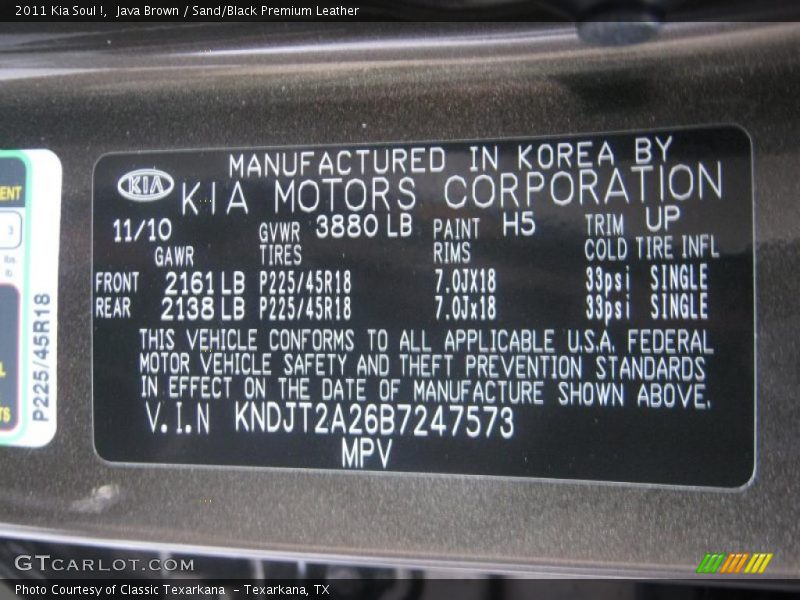 2011 Kia Soul !,  Java Brown / Sand/Black Premium Leather
MANUFACTURED IN KOREA BY
KIA KIA MOTORS CORPORATION
11/10 GVWR 3880 LB PAINT H5 TRIM UP
GAWR TIRES RIMS COLD TIRE INFL
FRONT 2161 LB P225/45R18 7.0JX18 33psi SINGLE
REAR 2138 LB P225/45R18 7.0Jx18 33psi SINGLE
THIS VEHICLE CONFORMS TO ALL APPLICABLE U.S.A. FEDERAL
MOTOR VEHICLE SAFETY AND THEFT PREVENTION STANDARDS
IN EFFECT ON THE DATE OF MANUFACTURE SHOWN ABOVE.
V.I.N KNDJT2A26B7247573
MPV
P225/45R18
3
GTCARLOT.COM
Photo Courtesy of Classic Texarkana  - Texarkana, TX